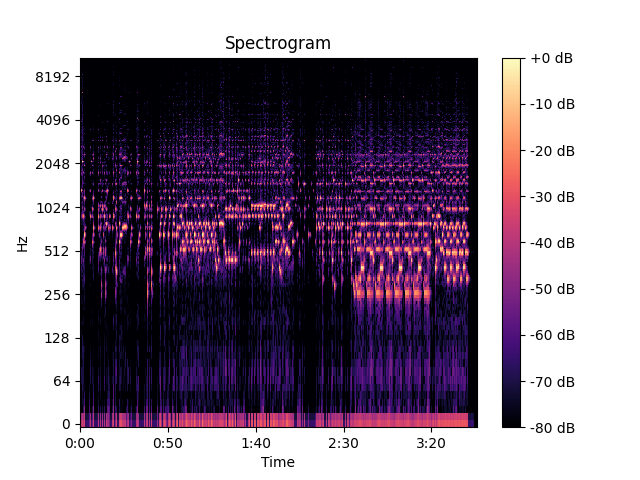 Spectrogram
8192
4096
2048
1024
512
256
128
64
0
Hz
0:00 0:50 1:40 2:30 3:20
Time
+0 dB
-10 dB
-20 dB
-30 dB
-40 dB
-50 dB
-60 dB
-70 dB
-80 dB